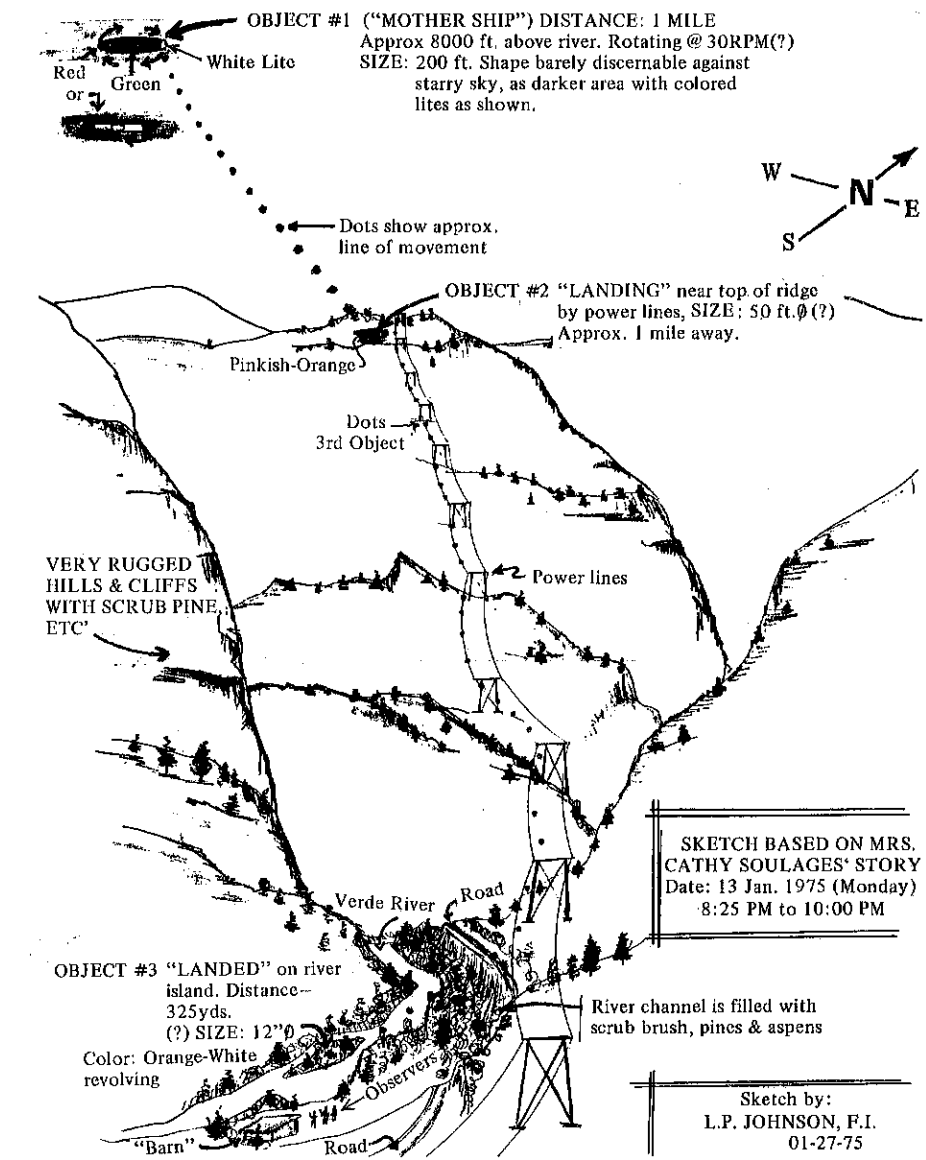 OBJECT #1 ("MOTHER SHIP") DISTANCE: 1 MILE
Approx 8000 ft. above river. Rotating @ 30RPM(?)
SIZE: 200 ft. Shape barely discernable against
starry sky, as darker area with colored
lites as shown.
White Lite
Red
Green
or
W
N
E
S
Dots show approx.
line of movement
OBJECT #2 "LANDING" near top of ridge
by power lines, SIZE: 50 ft.∅(?)
Approx. 1 mile away.
Pinkish-Orange
Dots
3rd Object
VERY RUGGED
HILLS & CLIFFS
WITH SCRUB PINE,
ETC'
Power lines
SKETCH BASED ON MRS.
CATHY SOULAGES' STORY
Date: 13 Jan. 1975 (Monday)
8:25 PM to 10:00 PM
Verde River
Road
OBJECT #3 "LANDED" on river
island. Distance—
325yds.
(?) SIZE: 12"∅
Color: Orange-White
revolving
River channel is filled with
scrub brush, pines & aspens
Observers
"Barn"
Road
Sketch by:
L.P. JOHNSON, F.I.
01-27-75